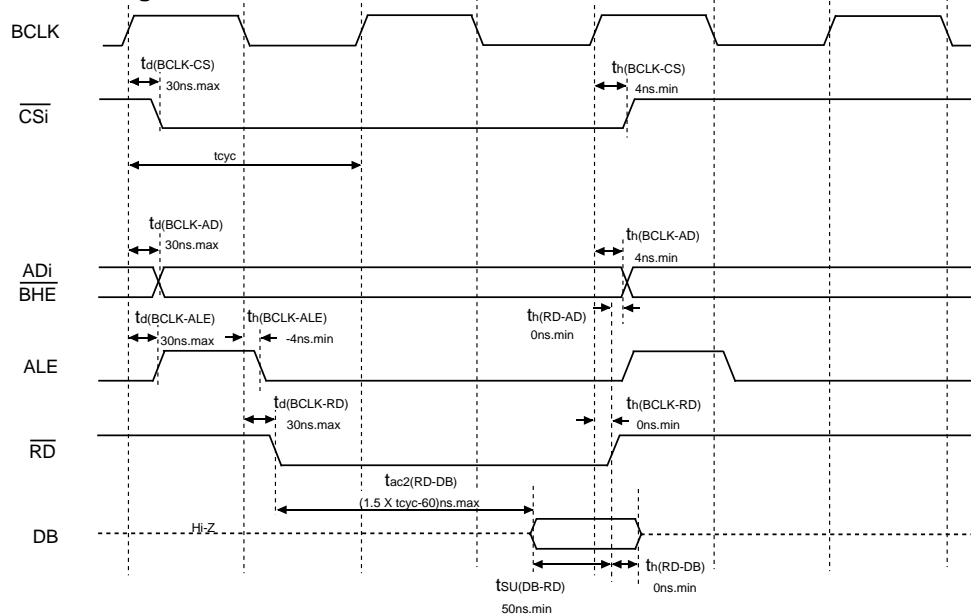 BCLK
td(BCLK-CS)
30ns.max
th(BCLK-CS)
4ns.min
CSi
tcyc
td(BCLK-AD)
30ns.max
th(BCLK-AD)
4ns.min
ADi
BHE
td(BCLK-ALE)
30ns.max
th(BCLK-ALE)
-4ns.min
th(RD-AD)
0ns.min
ALE
td(BCLK-RD)
30ns.max
th(BCLK-RD)
0ns.min
RD
tac2(RD-DB)
(1.5 X tcyc-60)ns.max
Hi-Z
DB
tSU(DB-RD)
50ns.min
th(RD-DB)
0ns.min